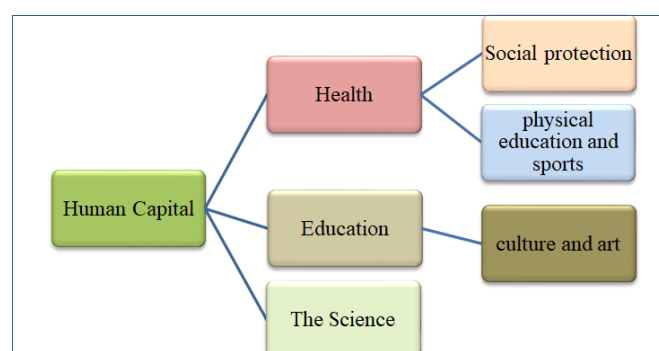 Human Capital
Health
Education
The Science
Social protection
physical
education and
sports
culture and art